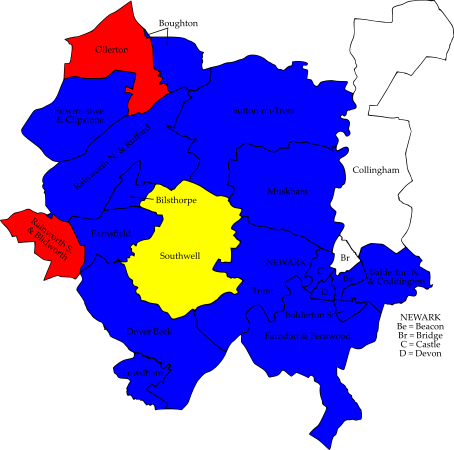 Boughton
Ollerton
Edwinstowe
& Clipstone
Sutton-on-Trent
Rainworth N. & Rufford
Collingham
Muskham
Bilsthorpe
Rainworth S.
& Blidworth
Farnsfield
Southwell
NEWARK
Br
Balderton N.
& Coddington
C
Be
Trent
D
Balderton S.
Dover Beck
Farndon & Fernwood
Lowdham
NEWARK
Be = Beacon
Br = Bridge
C = Castle
D = Devon